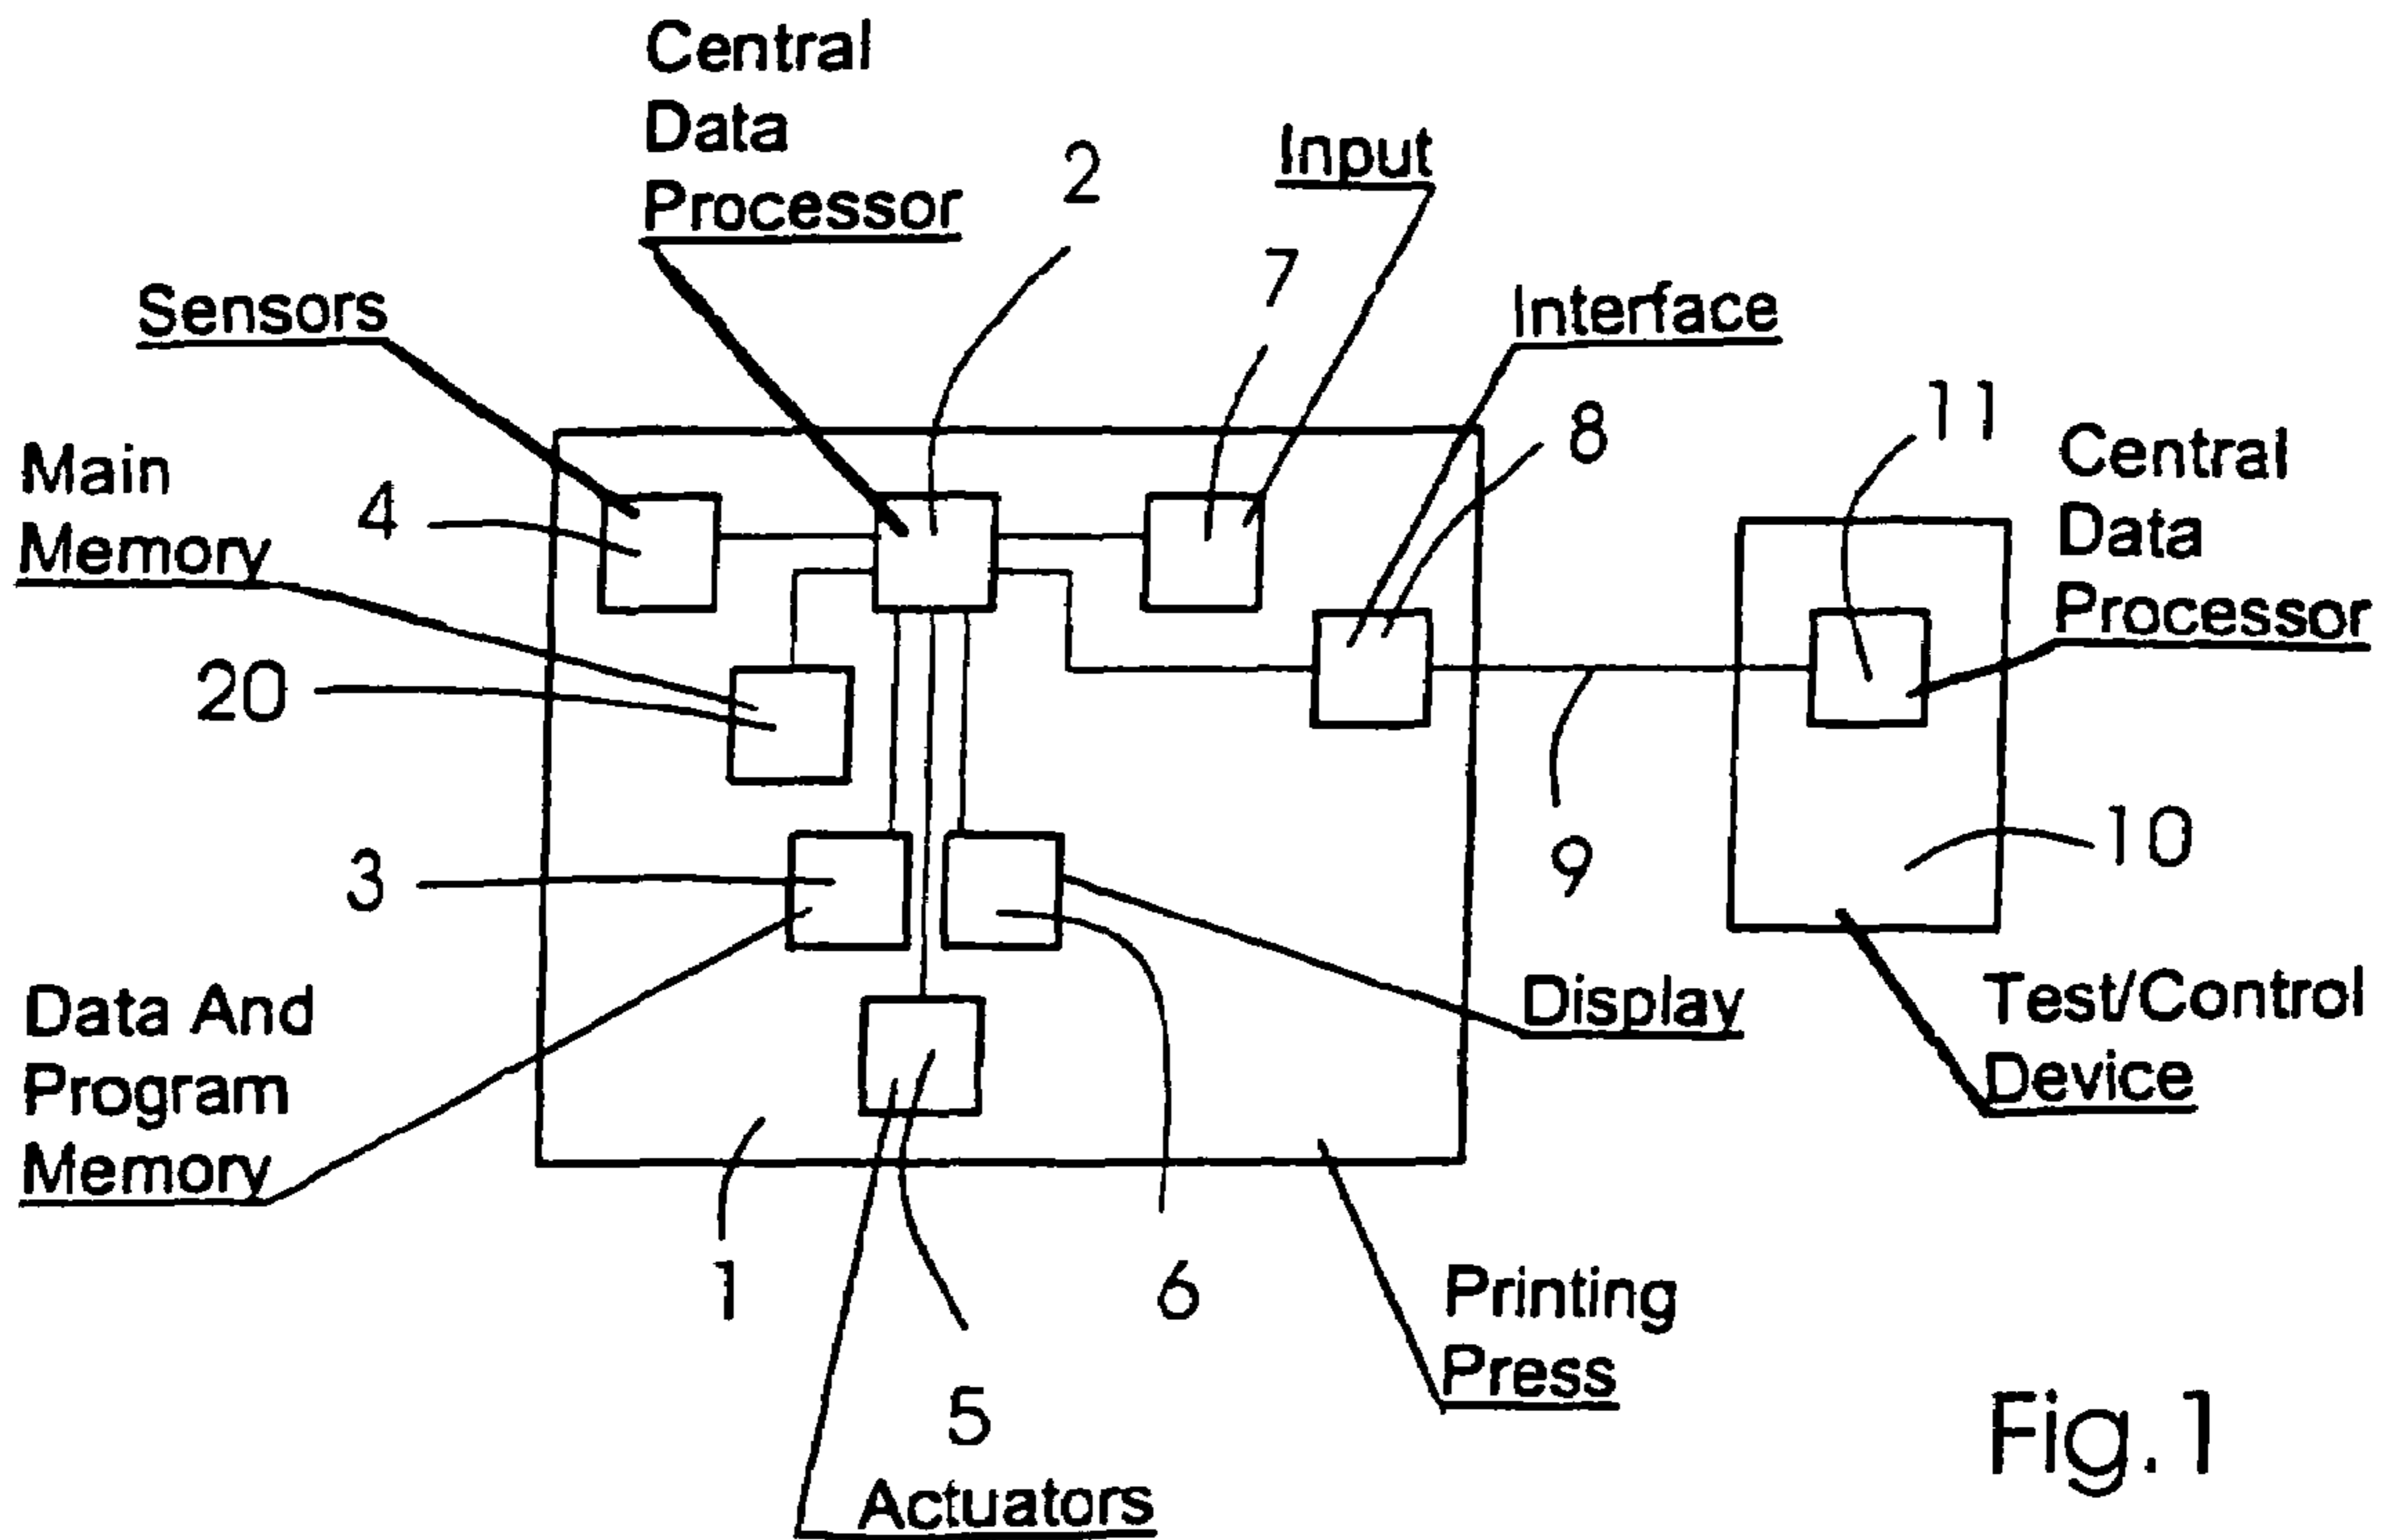 Central
Data
Processor
2
Input
7
Sensors
Interface
8
11
Main
Memory
4
Central
Data
Processor
20
3
9
10
Data And
Program
Memory
Display
Test/Control
Device
1
6
5
Printing
Press
Actuators
Fig.1